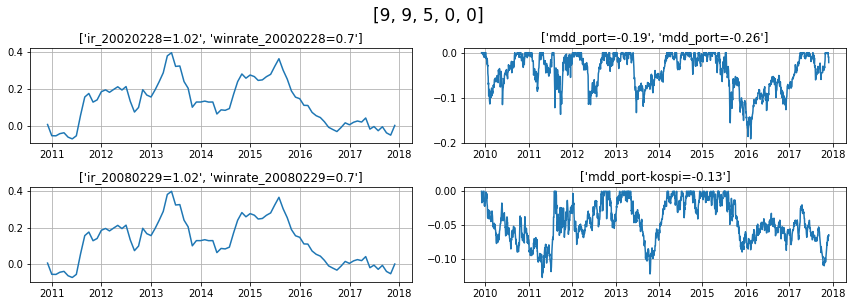 [9, 9, 5, 0, 0]
['ir_20020228=1.02', 'winrate_20020228=0.7']
0.4
0.2
0.0
2011 2012 2013 2014 2015 2016 2017 2018
['mdd_port=-0.19', 'mdd_port=-0.26']
0.0
−0.1
−0.2
2010 2011 2012 2013 2014 2015 2016 2017 2018
['ir_20080229=1.02', 'winrate_20080229=0.7']
0.4
0.2
0.0
2011 2012 2013 2014 2015 2016 2017 2018
['mdd_port-kospi=-0.13']
0.00
−0.05
−0.10
2010 2011 2012 2013 2014 2015 2016 2017 2018